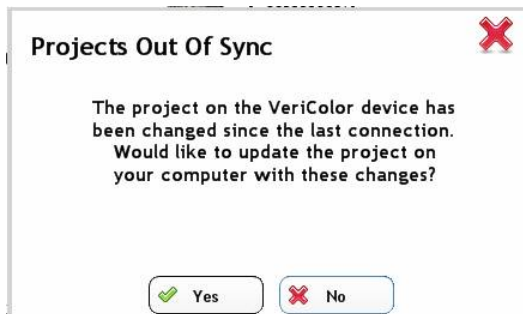 Projects Out Of Sync
The project on the VeriColor device has
been changed since the last connection.
Would like to update the project on
your computer with these changes?
Yes
No